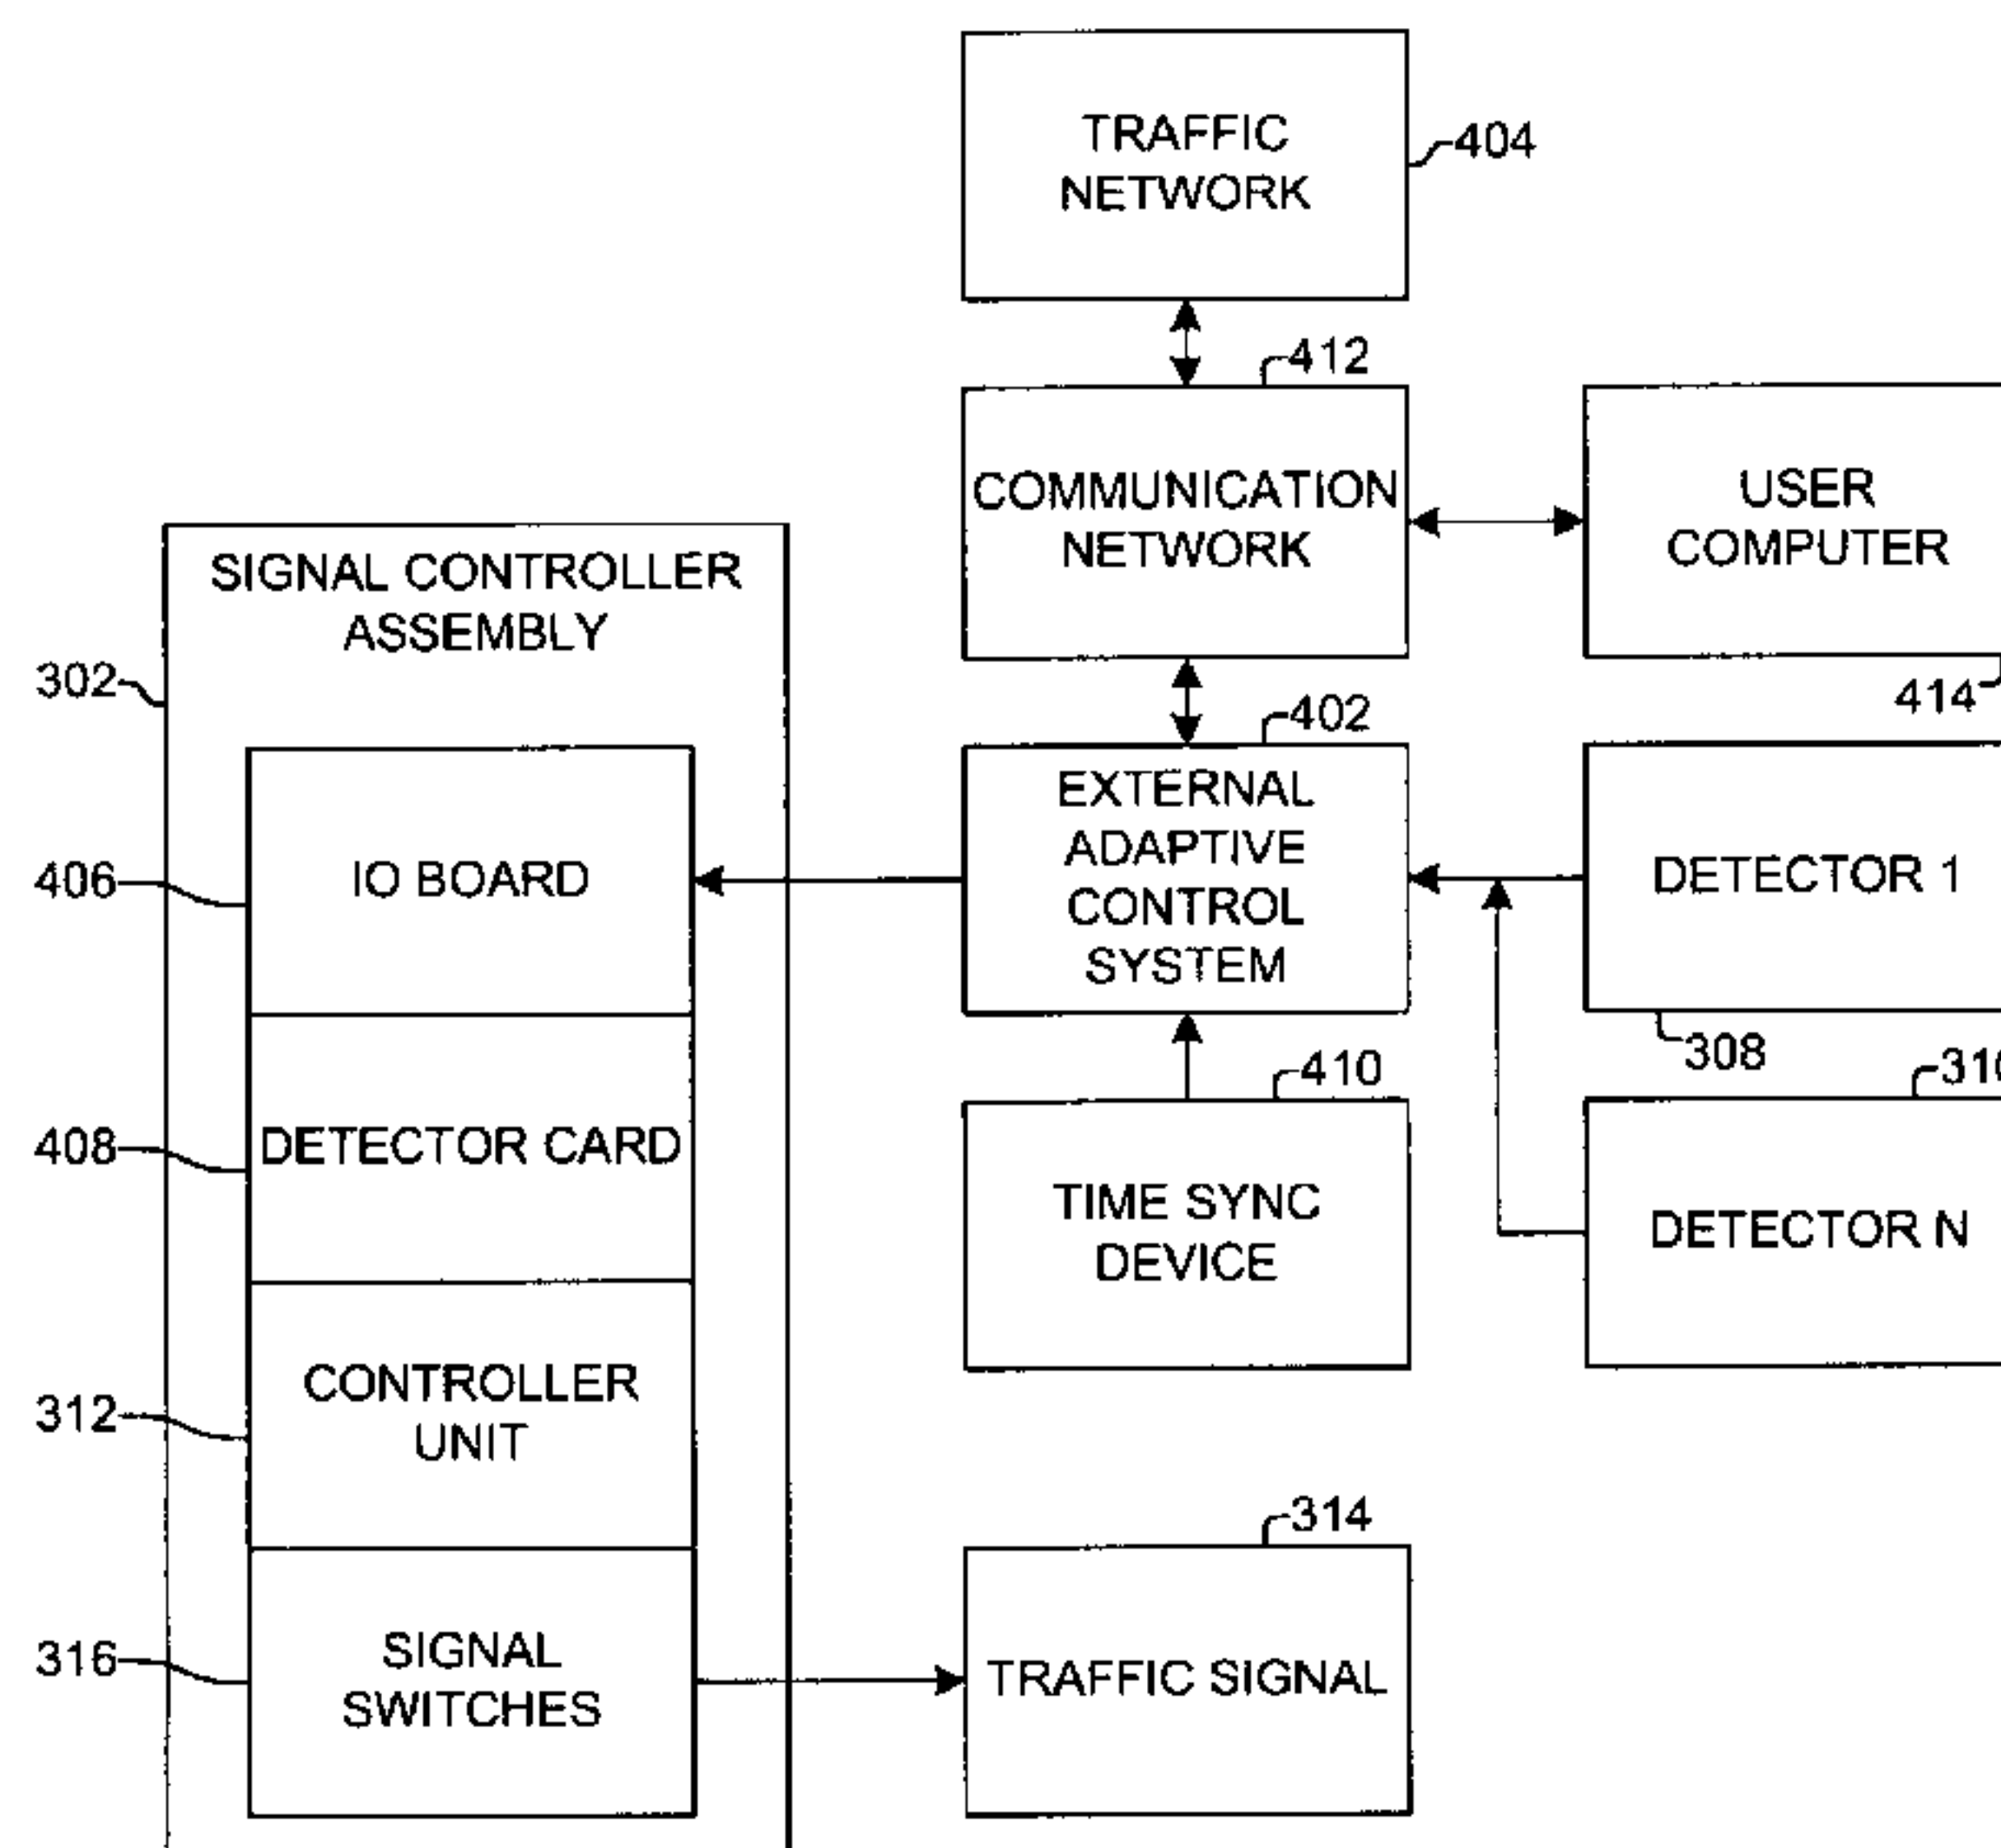 TRAFFIC
NETWORK
404
412
COMMUNICATION
NETWORK
USER
COMPUTER
414
SIGNAL CONTROLLER
ASSEMBLY
302
402
EXTERNAL
ADAPTIVE
CONTROL
SYSTEM
DETECTOR 1
308
406
IO BOARD
410
TIME SYNC
DEVICE
DETECTOR N
408
DETECTOR CARD
312
CONTROLLER
UNIT
316
SIGNAL
SWITCHES
314
TRAFFIC SIGNAL